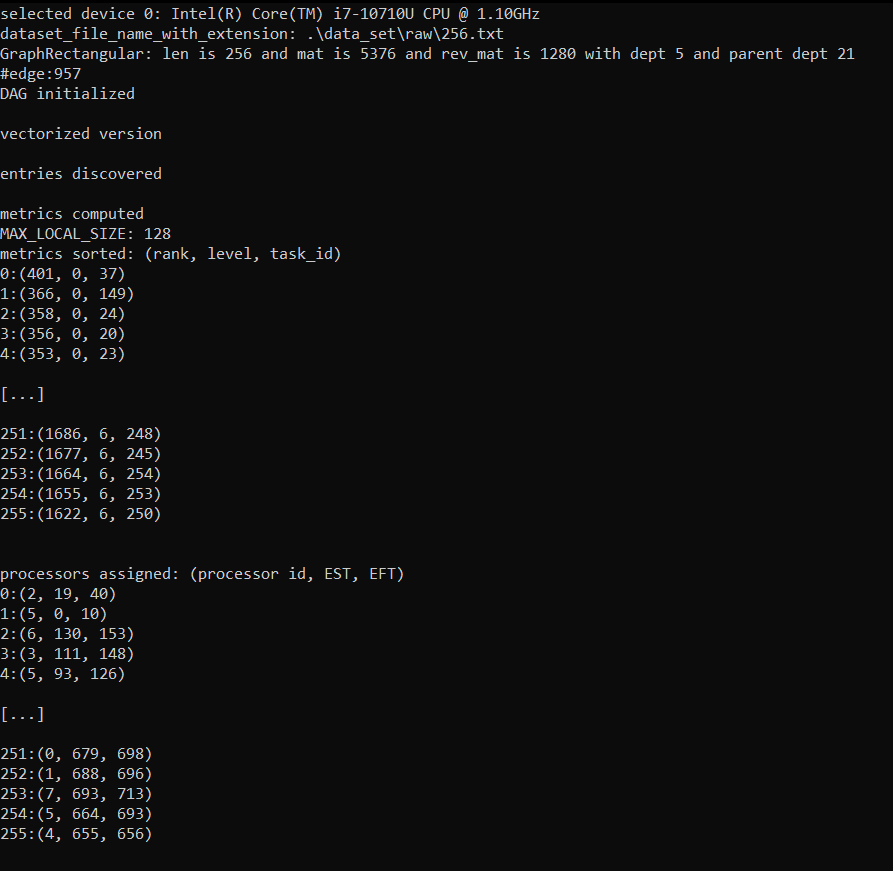 selected device 0: Intel(R) Core(TM) i7-10710U CPU @ 1.10GHz
dataset_file_name_with_extension: .\data_set\raw\256.txt
GraphRectangular: len is 256 and mat is 5376 and rev_mat is 1280 with dept 5 and parent dept 21
#edge:957
DAG initialized
vectorized version
entries discovered
metrics computed
MAX_LOCAL_SIZE: 128
metrics sorted: (rank, level, task_id)
0:(401, 0, 37)
1:(366, 0, 149)
2:(358, 0, 24)
3:(356, 0, 20)
4:(353, 0, 23)
[...]
251:(1686, 6, 248)
252:(1677, 6, 245)
253:(1664, 6, 254)
254:(1655, 6, 253)
255:(1622, 6, 250)
processors assigned: (processor id, EST, EFT)
0:(2, 19, 40)
1:(5, 0, 10)
2:(6, 130, 153)
3:(3, 111, 148)
4:(5, 93, 126)
[...]
251:(0, 679, 698)
252:(1, 688, 696)
253:(7, 693, 713)
254:(5, 664, 693)
255:(4, 655, 656)